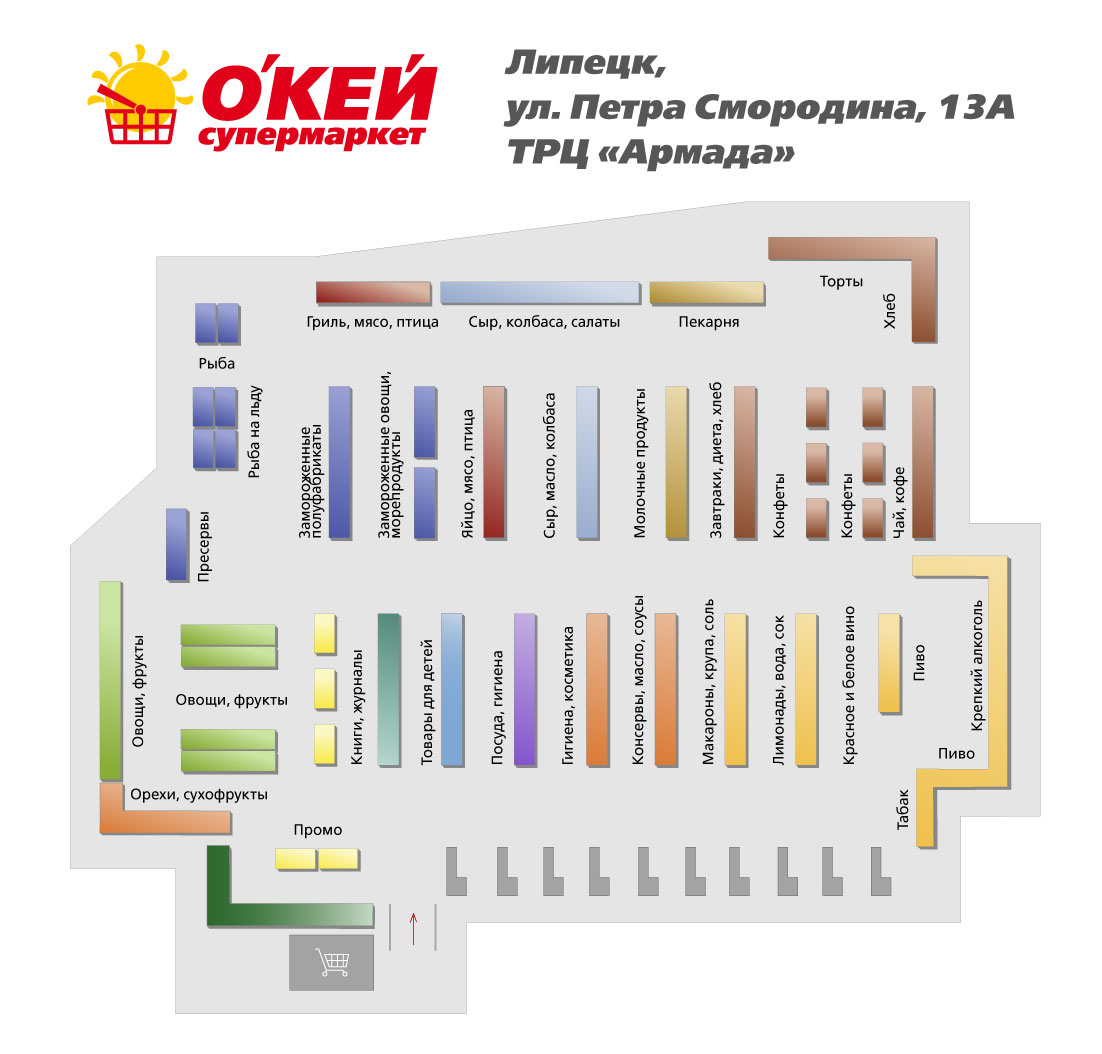 О'КЕЙ
супермаркет
Липецк,
ул. Петра Смородина, 13А
ТРЦ «Армада»
Торты
Хлеб
Гриль, мясо, птица
Сыр, колбаса, салаты
Пекарня
Рыба
Рыба на льду
Замороженные
полуфабрикаты
Замороженные овощи,
морепродукты
Яйцо, мясо, птица
Сыр, масло, колбаса
Молочные продукты
Завтраки, диета, хлеб
Конфеты
Конфеты
Чай, кофе
Пресервы
Овощи, фрукты
Овощи, фрукты
Книги, журналы
Товары для детей
Посуда, гигиена
Гигиена, косметика
Консервы, масло, соусы
Макароны, крупа, соль
Лимонады, вода, сок
Красное и белое вино
Пиво
Крепкий алкоголь
Пиво
Табак
Орехи, сухофрукты
Промо